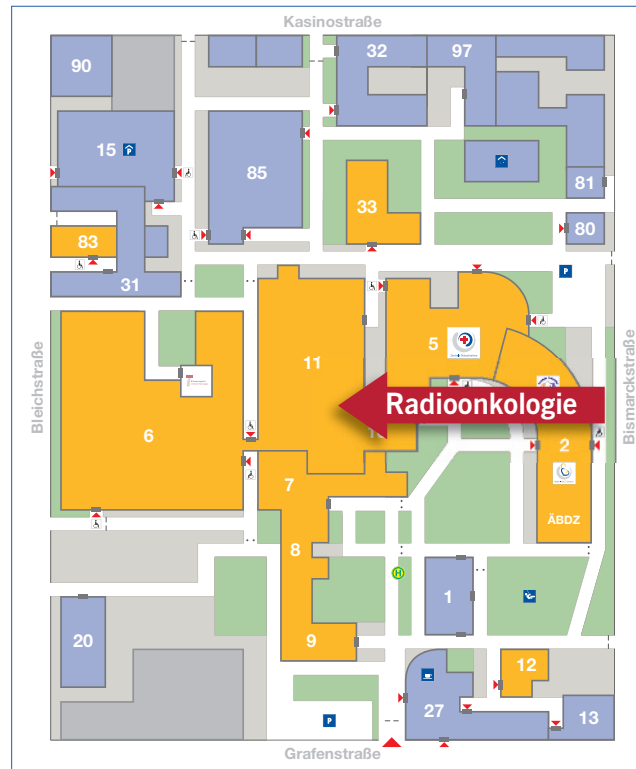 Kasinostraße
90
32
97
15
P
85
81
33
80
83
31
P
5
11
Bleichstraße
Bismarckstraße
Radioonkologie
6
2
7
ÄBDZ
8
H
1
20
9
12
27
13
P
Grafenstraße